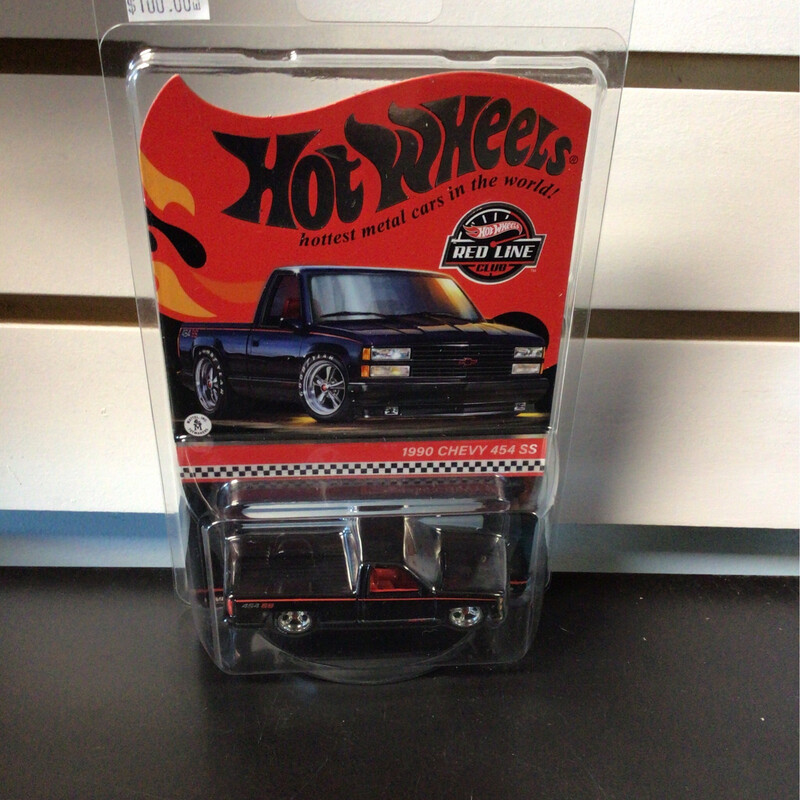 $100.00
Hot Wheels®
hottest metal cars in the world!
Hot Wheels
RED LINE
CLUB™
1990 CHEVY 454 SS
454 SS